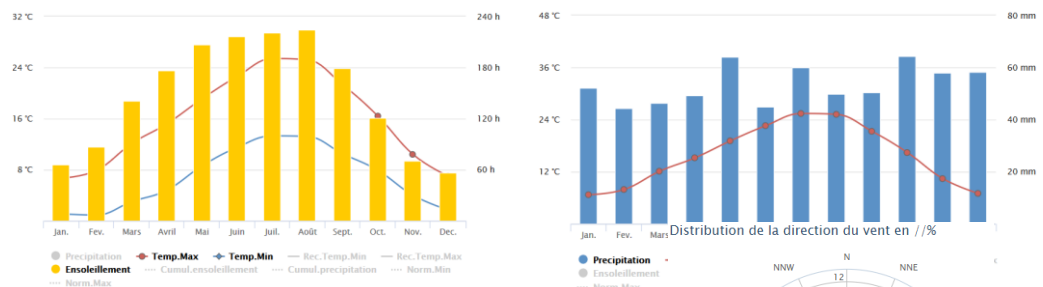 32 °C 240 h
24 °C 180 h
16 °C 120 h
8 °C 60 h
Jan. Fev. Mars Avril Mai Juin Juil. Août Sept. Oct. Nov. Dec.
Precipitation Temp.Max Temp.Min Rec.Temp.Min Rec.Temp.Max
Ensoleillement Cumul.ensoleillement Cumul.precipitation Norm.Min
Norm.Max
48 °C 80 mm
36 °C 60 mm
24 °C 40 mm
12 °C 20 mm
Jan. Fev. Mars Distribution de la direction du vent en //%
Precipitation
Ensoleillement
Norm.Max
NNW N NNE
12